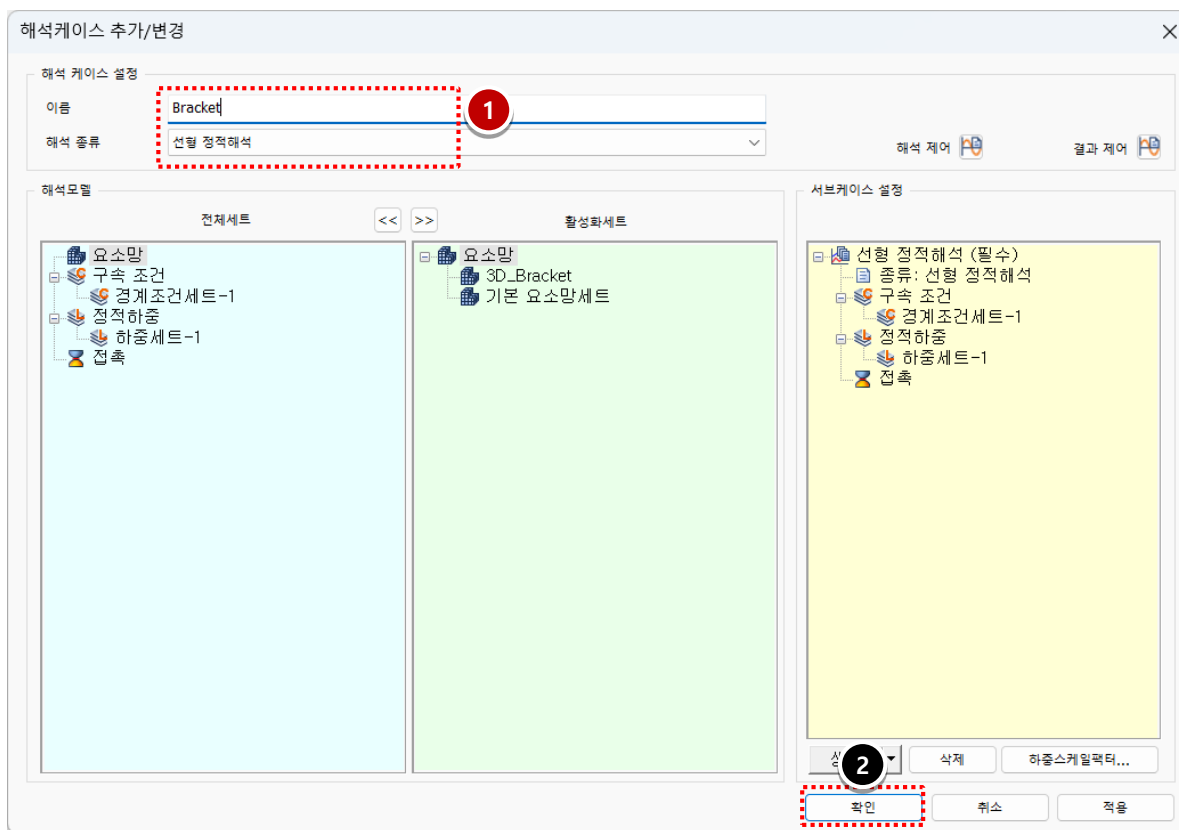 해석케이스 추가/변경
해석 케이스 설정
이름
Bracket
1
해석 종류
선형 정적해석
해석 제어
결과 제어
해석모델
전체세트
<<
>>
활성화세트
요소망
구속 조건
경계조건세트-1
정적하중
하중세트-1
접촉
요소망
3D_Bracket
기본 요소망세트
서브케이스 설정
선형 정적해석 (필수)
종류: 선형 정적해석
구속 조건
경계조건세트-1
정적하중
하중세트-1
접촉
2
삭제
하중스케일팩터...
확인
취소
적용